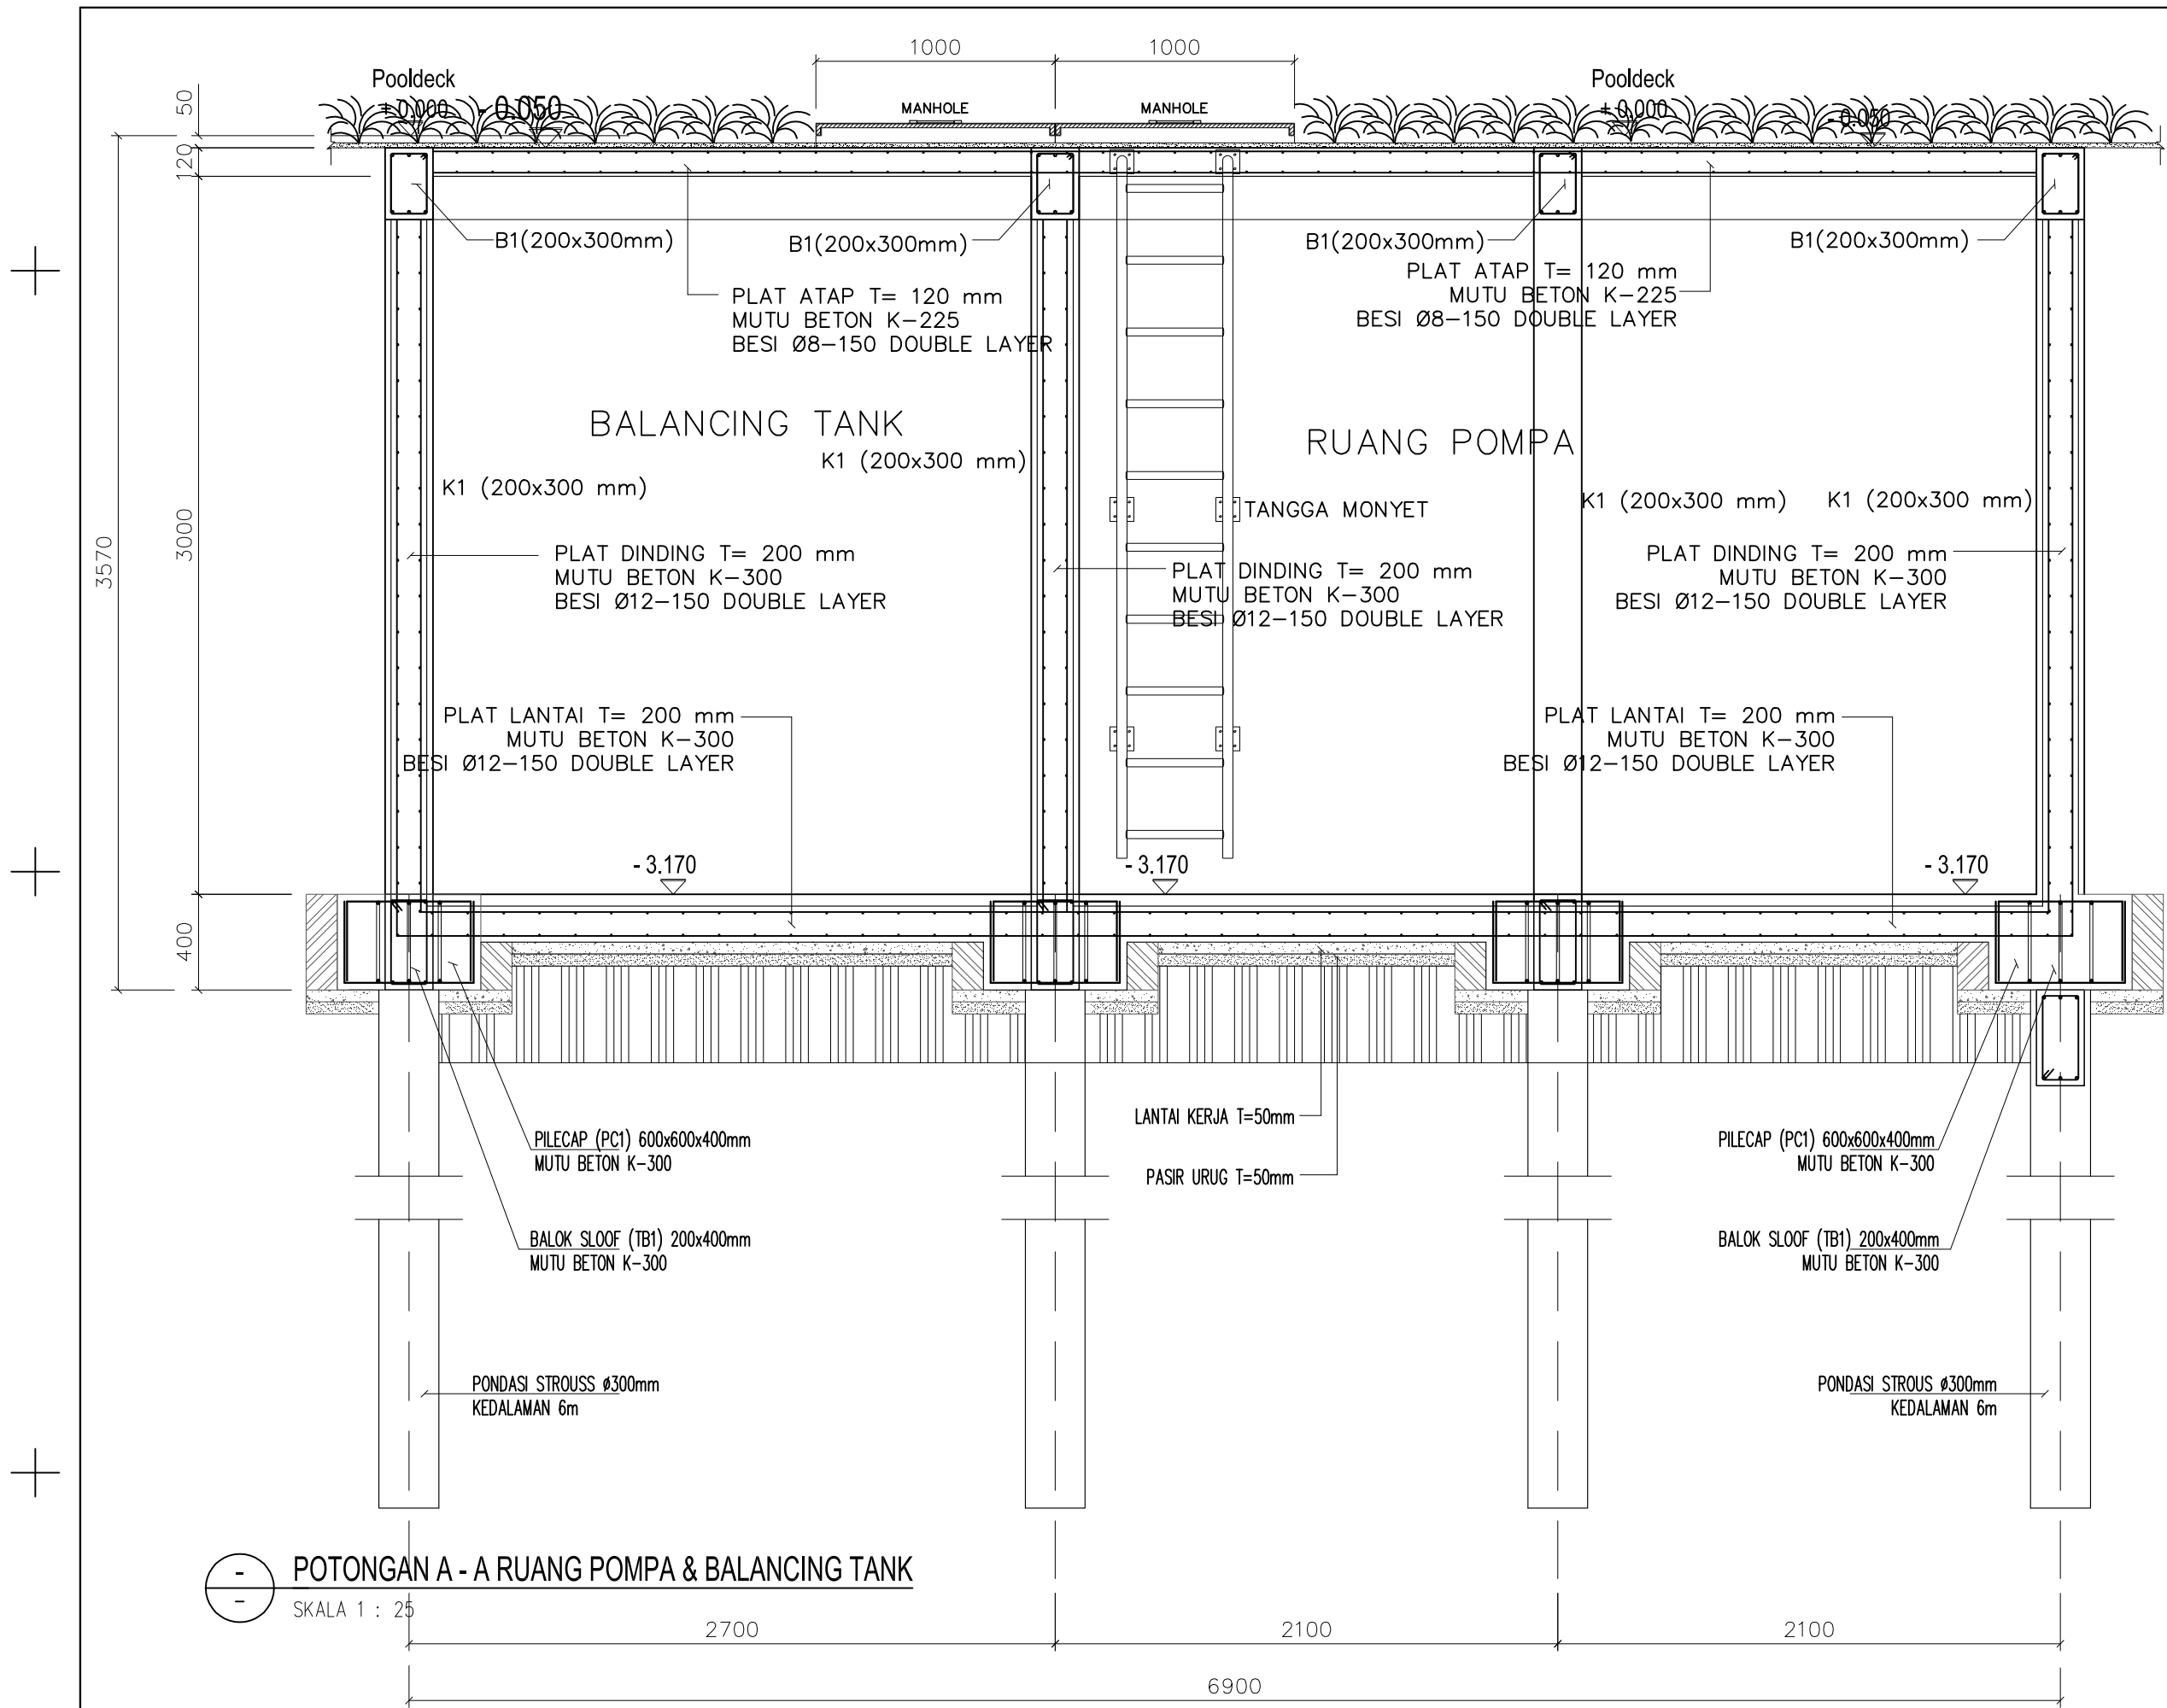 1000
1000
Pooldeck
± 0.000
- 0.050
MANHOLE
MANHOLE
Pooldeck
± 0.000
- 0.050
50
120
3000
3570
400
B1(200x300mm)
B1(200x300mm)
B1(200x300mm)
B1(200x300mm)
PLAT ATAP T= 120 mm
MUTU BETON K-225
BESI Ø8-150 DOUBLE LAYER
PLAT ATAP T= 120 mm
MUTU BETON K-225
BESI Ø8-150 DOUBLE LAYER
BALANCING TANK
RUANG POMPA
K1 (200x300 mm)
K1 (200x300 mm)
K1 (200x300 mm)
K1 (200x300 mm)
TANGGA MONYET
PLAT DINDING T= 200 mm
MUTU BETON K-300
BESI Ø12-150 DOUBLE LAYER
PLAT DINDING T= 200 mm
MUTU BETON K-300
BESI Ø12-150 DOUBLE LAYER
PLAT DINDING T= 200 mm
MUTU BETON K-300
BESI Ø12-150 DOUBLE LAYER
PLAT LANTAI T= 200 mm
MUTU BETON K-300
BESI Ø12-150 DOUBLE LAYER
PLAT LANTAI T= 200 mm
MUTU BETON K-300
BESI Ø12-150 DOUBLE LAYER
- 3.170
- 3.170
- 3.170
PILECAP (PC1) 600x600x400mm
MUTU BETON K-300
LANTAI KERJA T=50mm
PASIR URUG T=50mm
PILECAP (PC1) 600x600x400mm
MUTU BETON K-300
BALOK SLOOF (TB1) 200x400mm
MUTU BETON K-300
BALOK SLOOF (TB1) 200x400mm
MUTU BETON K-300
PONDASI STROUSS ø300mm
KEDALAMAN 6m
PONDASI STROUS ø300mm
KEDALAMAN 6m
-
-
POTONGAN A - A RUANG POMPA & BALANCING TANK
SKALA 1 : 25
2700
2100
2100
6900